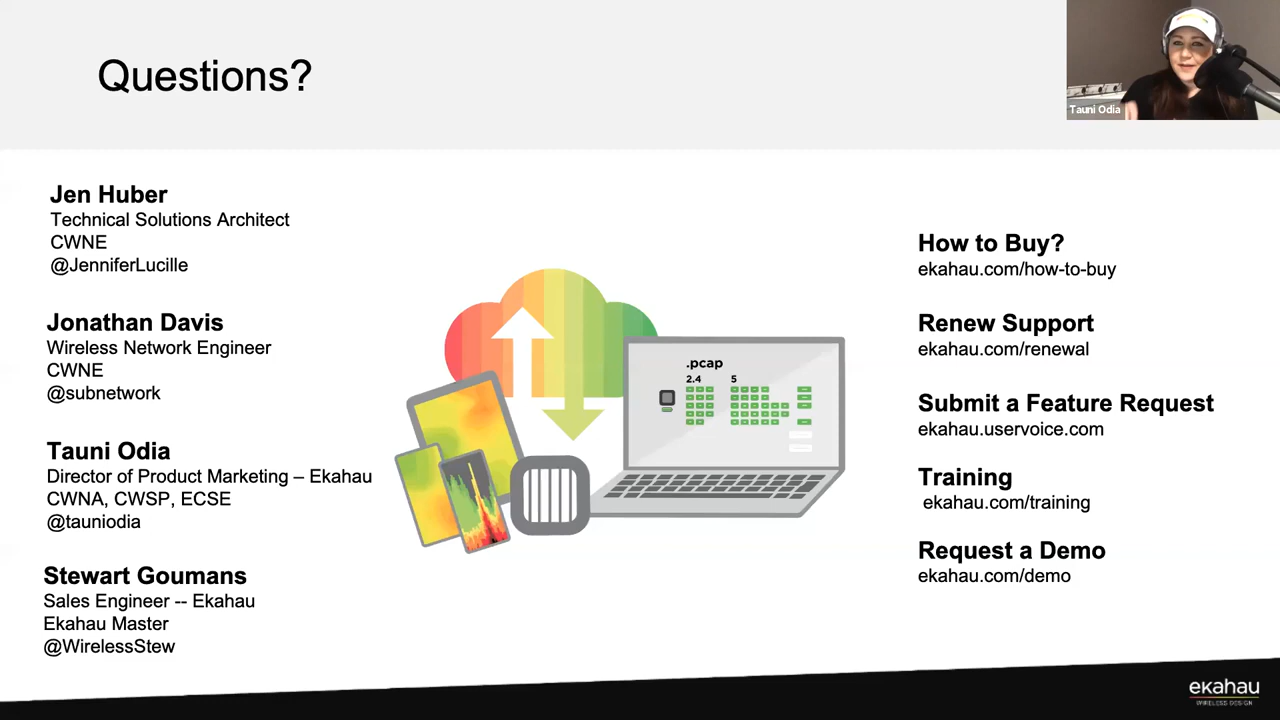 Questions?
Tauni Odia
Jen Huber
Technical Solutions Architect
CWNE
@JenniferLucille
Jonathan Davis
Wireless Network Engineer
CWNE
@subnetwork
Tauni Odia
Director of Product Marketing – Ekahau
CWNA, CWSP, ECSE
@tauniodia
Stewart Goumans
Sales Engineer -- Ekahau
Ekahau Master
@WirelessStew
.pcap
2.4 5
How to Buy?
ekahau.com/how-to-buy
Renew Support
ekahau.com/renewal
Submit a Feature Request
ekahau.uservoice.com
Training
ekahau.com/training
Request a Demo
ekahau.com/demo
ekahau
WIRELESS DESIGN